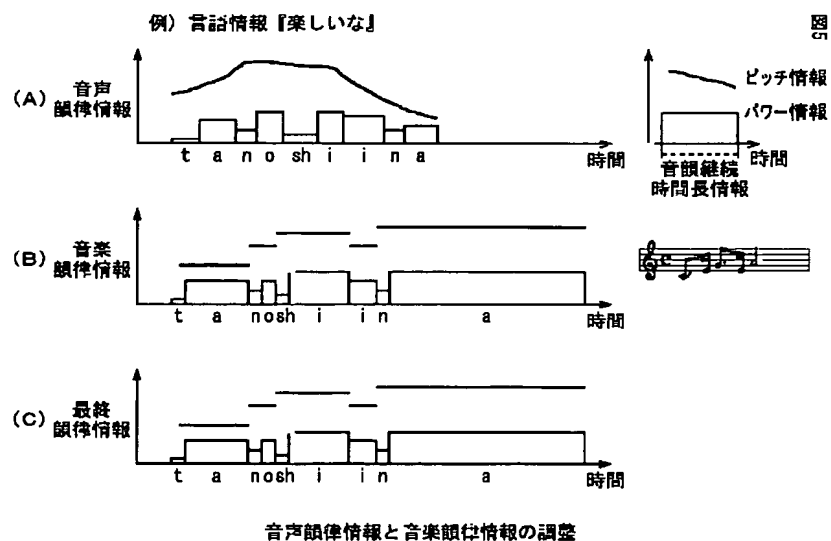 例）言語情報『楽しいな』
図5
（A）音声
韻律情報
ピッチ情報
パワー情報
t a n o sh i i n a
時間
時間
音韻継続
時間長情報
（B）音楽
韻律情報
t a n o sh i i n a
時間
（C）最終
韻律情報
t a n o sh i i n a
時間
音声韻律情報と音楽韻律情報の調整